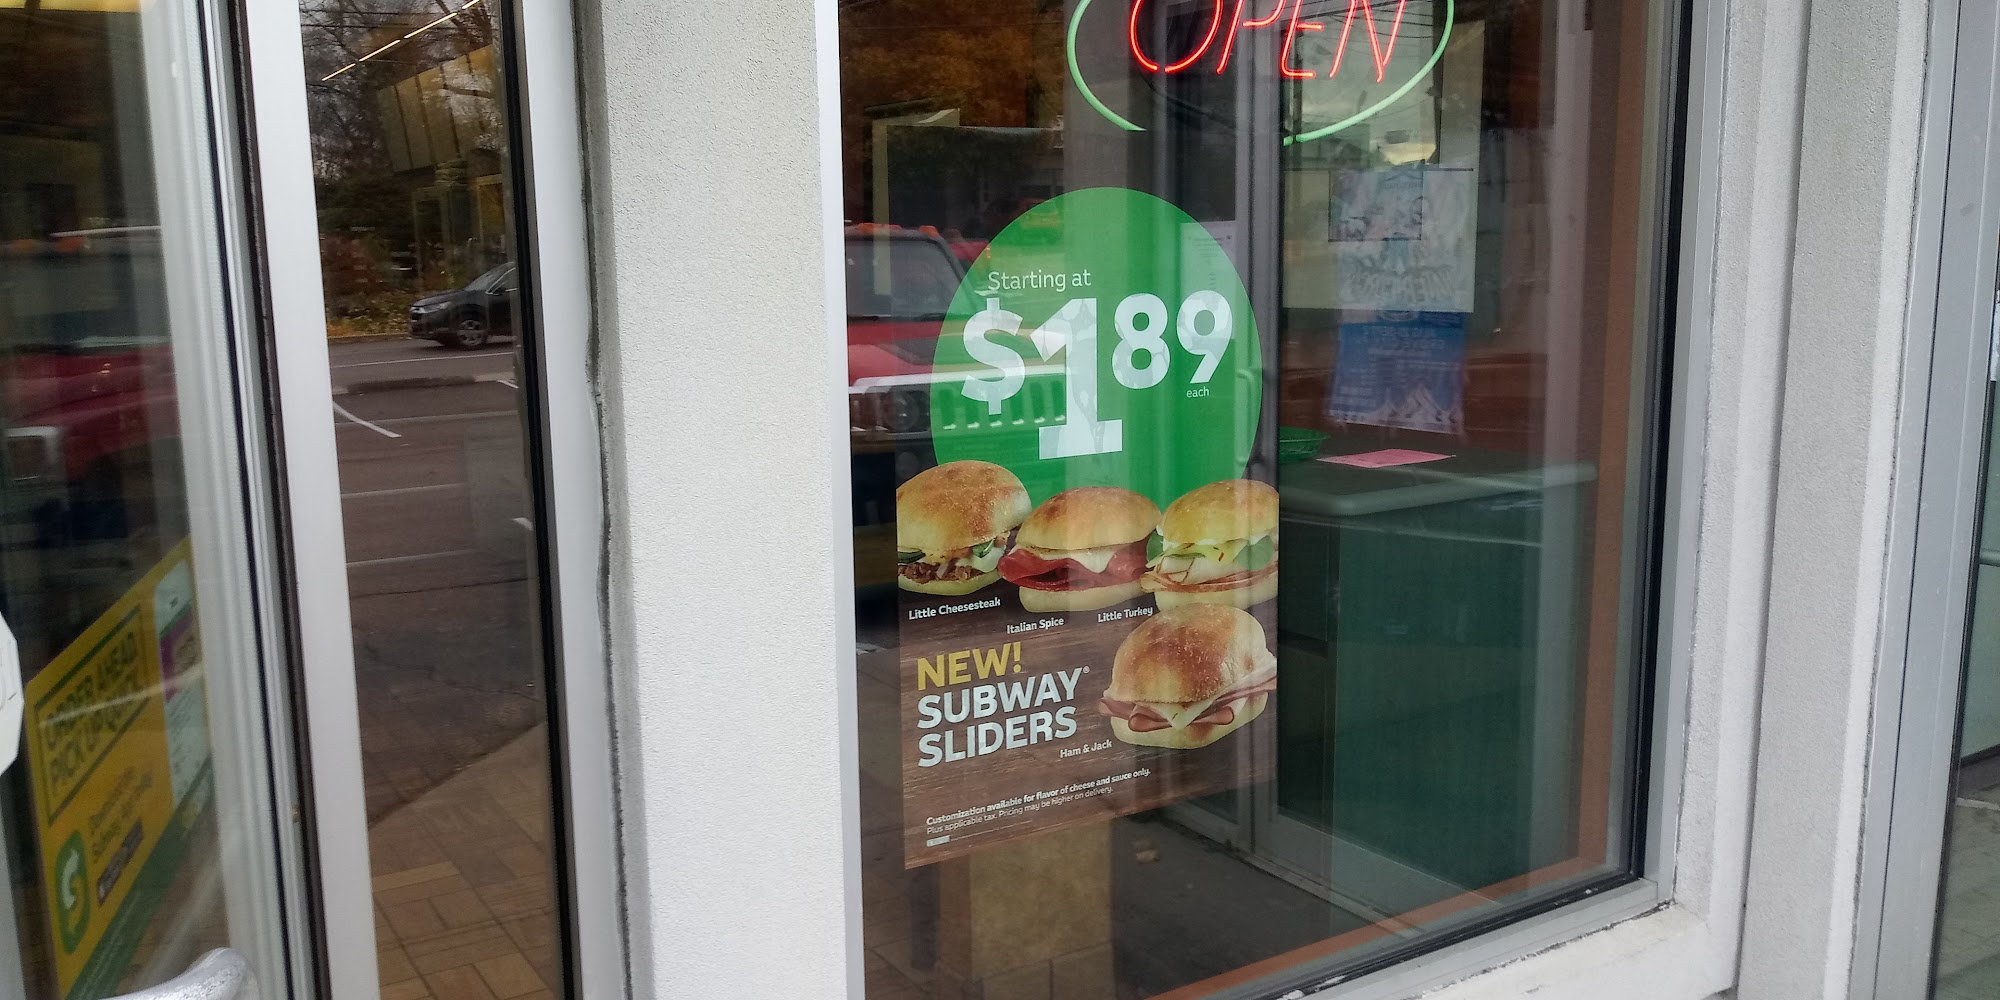 OPEN
Starting at
$1.89
each
Little Cheesesteak
Italian Spice
Little Turkey
NEW!
SUBWAY®
SLIDERS
Ham & Jack
Customization available for flavor of cheese and sauce only.
Plus applicable tax. Pricing may be higher on delivery.
ORDER AHEAD
PICK UP QUICK